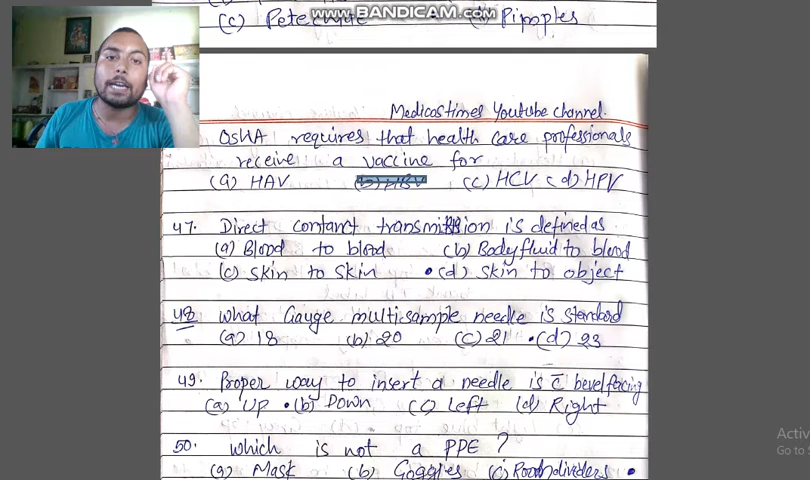 www.BANDICAM.com
(c) Petechiae (d) Pimples
Medicostimes Youtube channel.
OSHA requires that health care professionals
receive a vaccine for
(a) HAV (b) HBV (c) HCV (d) HPV
47. Direct contact transmission is defined as
(a) Blood to blood (b) Body fluid to blood
(c) skin to skin (d) skin to object
48. what Gauge multisample needle is standard
(a) 18 (b) 20 (c) 21 (d) 23
49. Proper way to insert a needle is c̄ bevel facing
(a) Up (b) Down (c) left (d) Right
50. which is not a PPE ?
(a) Mask (b) Goggles (c) Room dividers
Activ
Go to S